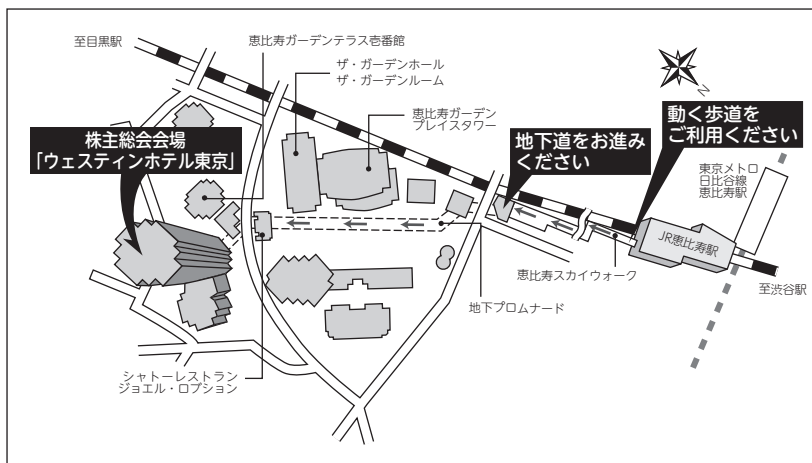 至目黒駅
恵比寿ガーデンテラス壱番館
ザ・ガーデンホール
ザ・ガーデンルーム
恵比寿ガーデン
プレイスタワー
N
株主総会会場
「ウェスティンホテル東京」
地下道をお進み
ください
動く歩道を
ご利用ください
東京メトロ
日比谷線
恵比寿駅
JR恵比寿駅
恵比寿スカイウォーク
至渋谷駅
地下プロムナード
シャトーレストラン
ジョエル・ロブション